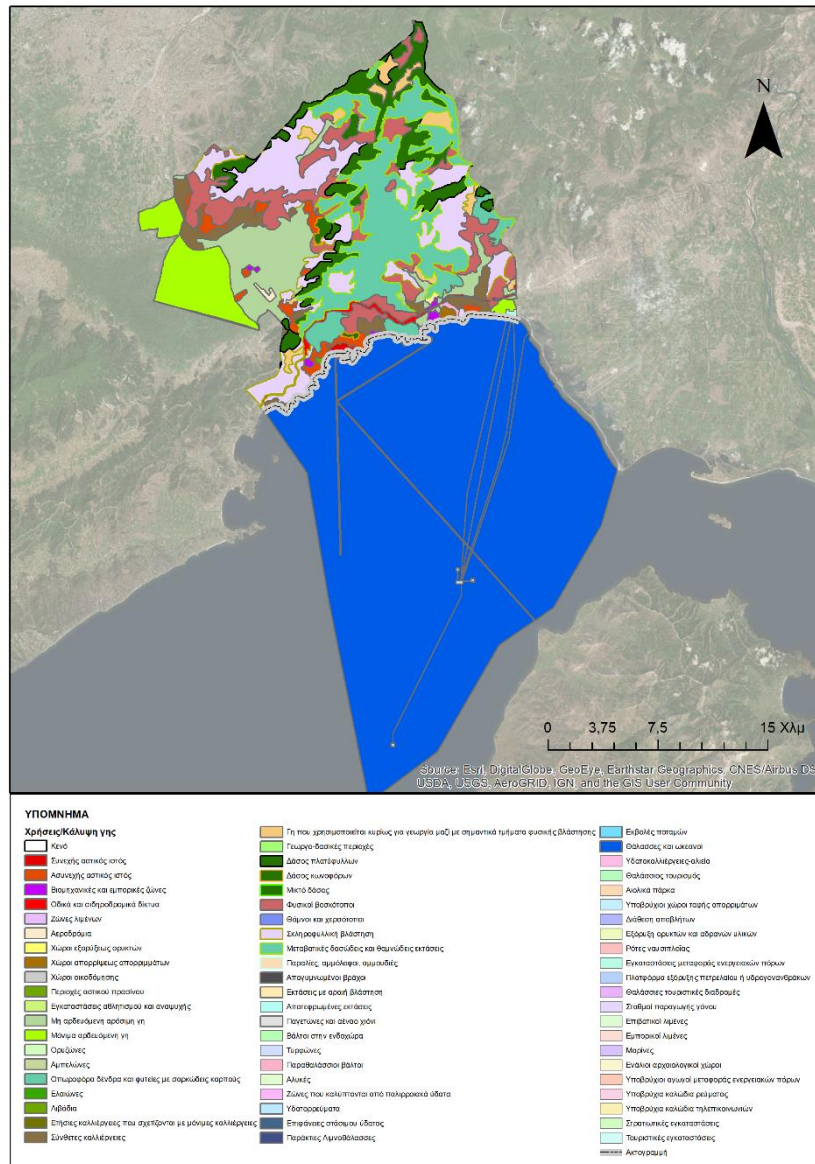 N
0 3,75 7,5 15 Χλμ
Source: Esri, DigitalGlobe, GeoEye, Earthstar Geographics, CNES/Airbus DS,
USDA, USGS, AeroGRID, IGN, and the GIS User Community
ΥΠΟΜΝΗΜΑ
Χρήσεις/Κάλυψη γης
Κενό
Συνεχής αστικός ιστός
Ασυνεχής αστικός ιστός
Βιομηχανικές και εμπορικές ζώνες
Οδικά και σιδηροδρομικά δίκτυα
Ζώνες λιμένων
Αεροδρόμια
Χώροι εξορύξεως ορυκτών
Χώροι απορρίψεως απορριμμάτων
Χώροι οικοδόμησης
Περιοχές αστικού πρασίνου
Εγκαταστάσεις αθλητισμού και αναψυχής
Μη αρδευόμενη αρόσιμη γη
Μόνιμα αρδευόμενη γη
Ορυζώνες
Αμπελώνες
Οπωροφόρα δένδρα και φυτείες με σαρκώδεις καρπούς
Ελαιώνες
Λιβάδια
Ετήσιες καλλιέργειες που σχετίζονται με μόνιμες καλλιέργειες
Σύνθετες καλλιέργειες
Γη που χρησιμοποιείται κυρίως για γεωργία μαζί με σημαντικά τμήματα φυσικής βλάστησης
Γεωργο-δασικές περιοχές
Δάσος πλατύφυλλων
Δάσος κωνοφόρων
Μικτό δάσος
Φυσικοί βοσκότοποι
Θάμνοι και χερσότοποι
Σκληροφυλλική βλάστηση
Μεταβατικές δασώδεις και θαμνώδεις εκτάσεις
Παραλίες, αμμόλοφοι, αμμουδιές
Απογυμνωμένοι βράχοι
Εκτάσεις με αραιή βλάστηση
Αποτεφρωμένες εκτάσεις
Παγετώνες και αέναο χιόνι
Βάλτοι στην ενδοχώρα
Τυρφώνες
Παραθαλάσσιοι βάλτοι
Αλυκές
Ζώνες που καλύπτονται από παλιρροιακά ύδατα
Υδατορρεύματα
Επιφάνειες στάσιμου ύδατος
Παράκτιες Λιμνοθάλασσες
Εκβολές ποταμών
Θάλασσες και ωκεανοί
Υδατοκαλλιέργειες-αλιεία
Θαλάσσιος τουρισμός
Αιολικά πάρκα
Υποβρύχιοι χώροι ταφής απορριμάτων
Διάθεση αποβλήτων
Εξόρυξη ορυκτών και αδρανών υλικών
Ρότες ναυσιπλοΐας
Εγκαταστάσεις μεταφοράς ενεργειακών πόρων
Πλατφόρμα εξόρυξης πετρελαίου ή υδρογονανθράκων
Θαλάσσιες τουριστικές διαδρομές
Σταθμοί παραγωγής γόνου
Επιβατικοί λιμένες
Εμπορικοί λιμένες
Μαρίνες
Ενάλιοι αρχαιολογικοί χώροι
Υποβρύχιοι αγωγοί μεταφοράς ενεργειακών πόρων
Υποβρύχια καλώδια ρεύματος
Υποβρύχια καλώδια τηλεπικοινωνιών
Στρατιωτικές εγκαταστάσεις
Τουριστικές εγκαταστάσεις
Ακτογραμμή